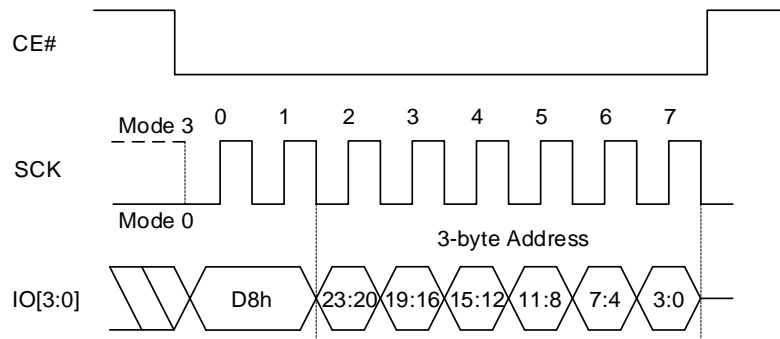 CE#
Mode 3
0 1 2 3 4 5 6 7
SCK
Mode 0
3-byte Address
IO[3:0]
D8h 23:20 19:16 15:12 11:8 7:4 3:0